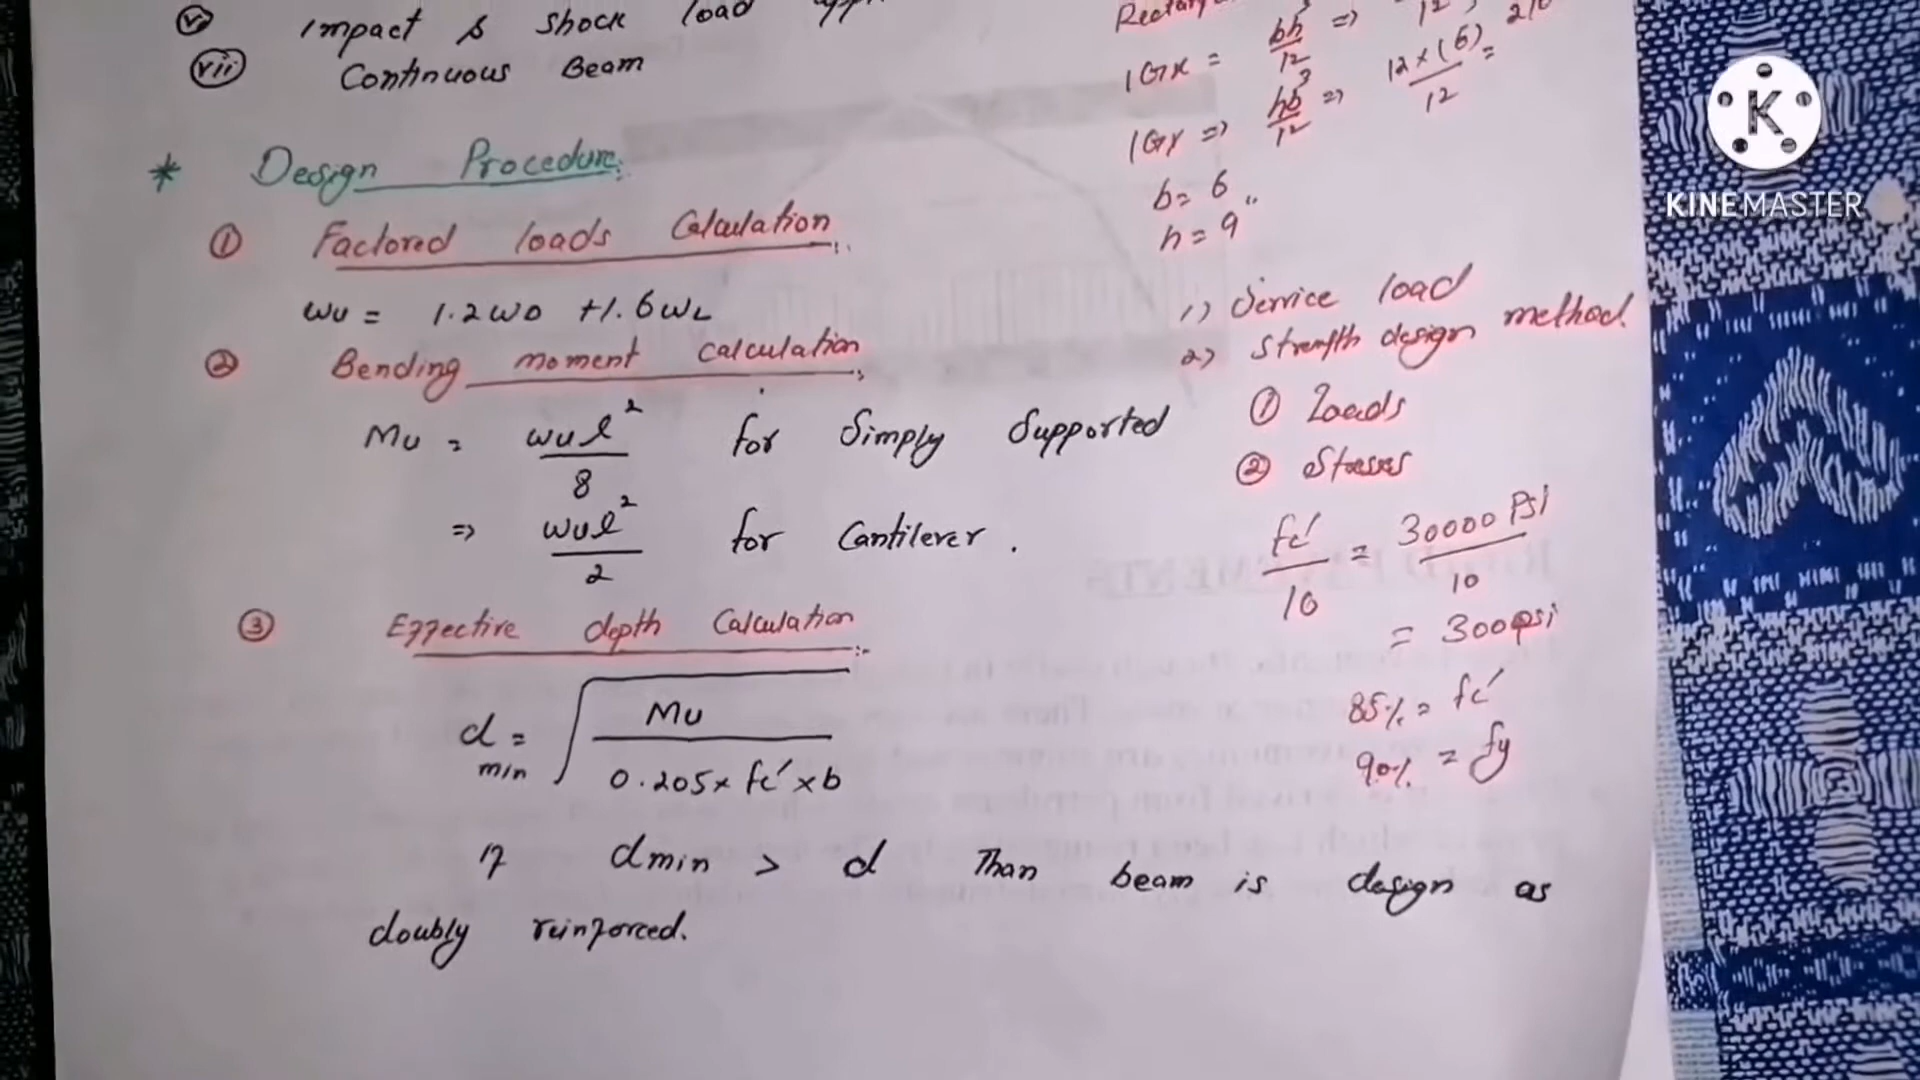 Impact & Shock load
(vii) Continuous Beam
* Design Procedure:
① Factored loads Calculation
wu = 1.2wD + 1.6wL
② Bending moment calculation
Mu = wul²/8 for Simply Supported
=> wul²/2 for Cantilever.
③ Effective depth Calculation
dmin = √(Mu / 0.205 x fc' x b)
If dmin > d Than beam is design as
doubly reinforced.
IGx = bh³/12 =>
IGy => hb³/12 => 12x(6)/12 =
b = 6"
h = 9
1) Service load
2) Strength design method.
① Loads
② Stresses
fc'/10 = 30000 Psi/10
= 300psi
85% = fc'
90% = fy
K
KINEMASTER